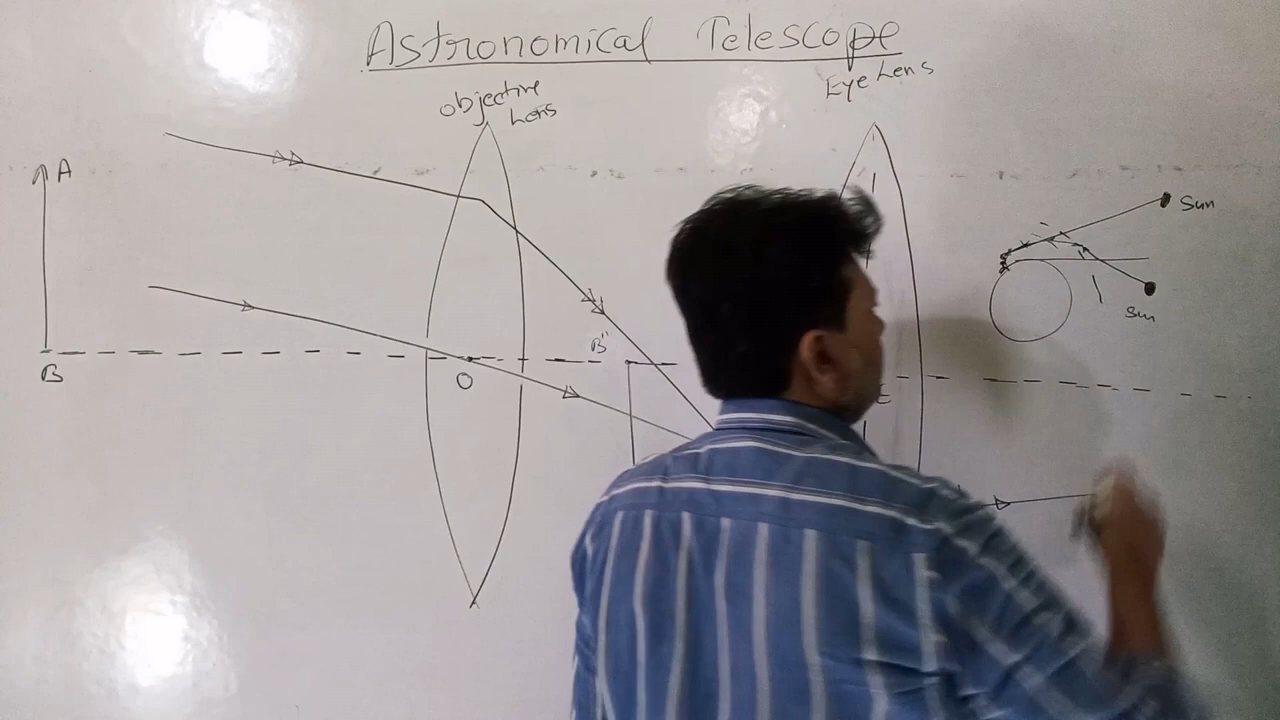 Astronomical Telescope
Objective Lens
Eye Lens
A
Sun
Sun
B"
B
O
E